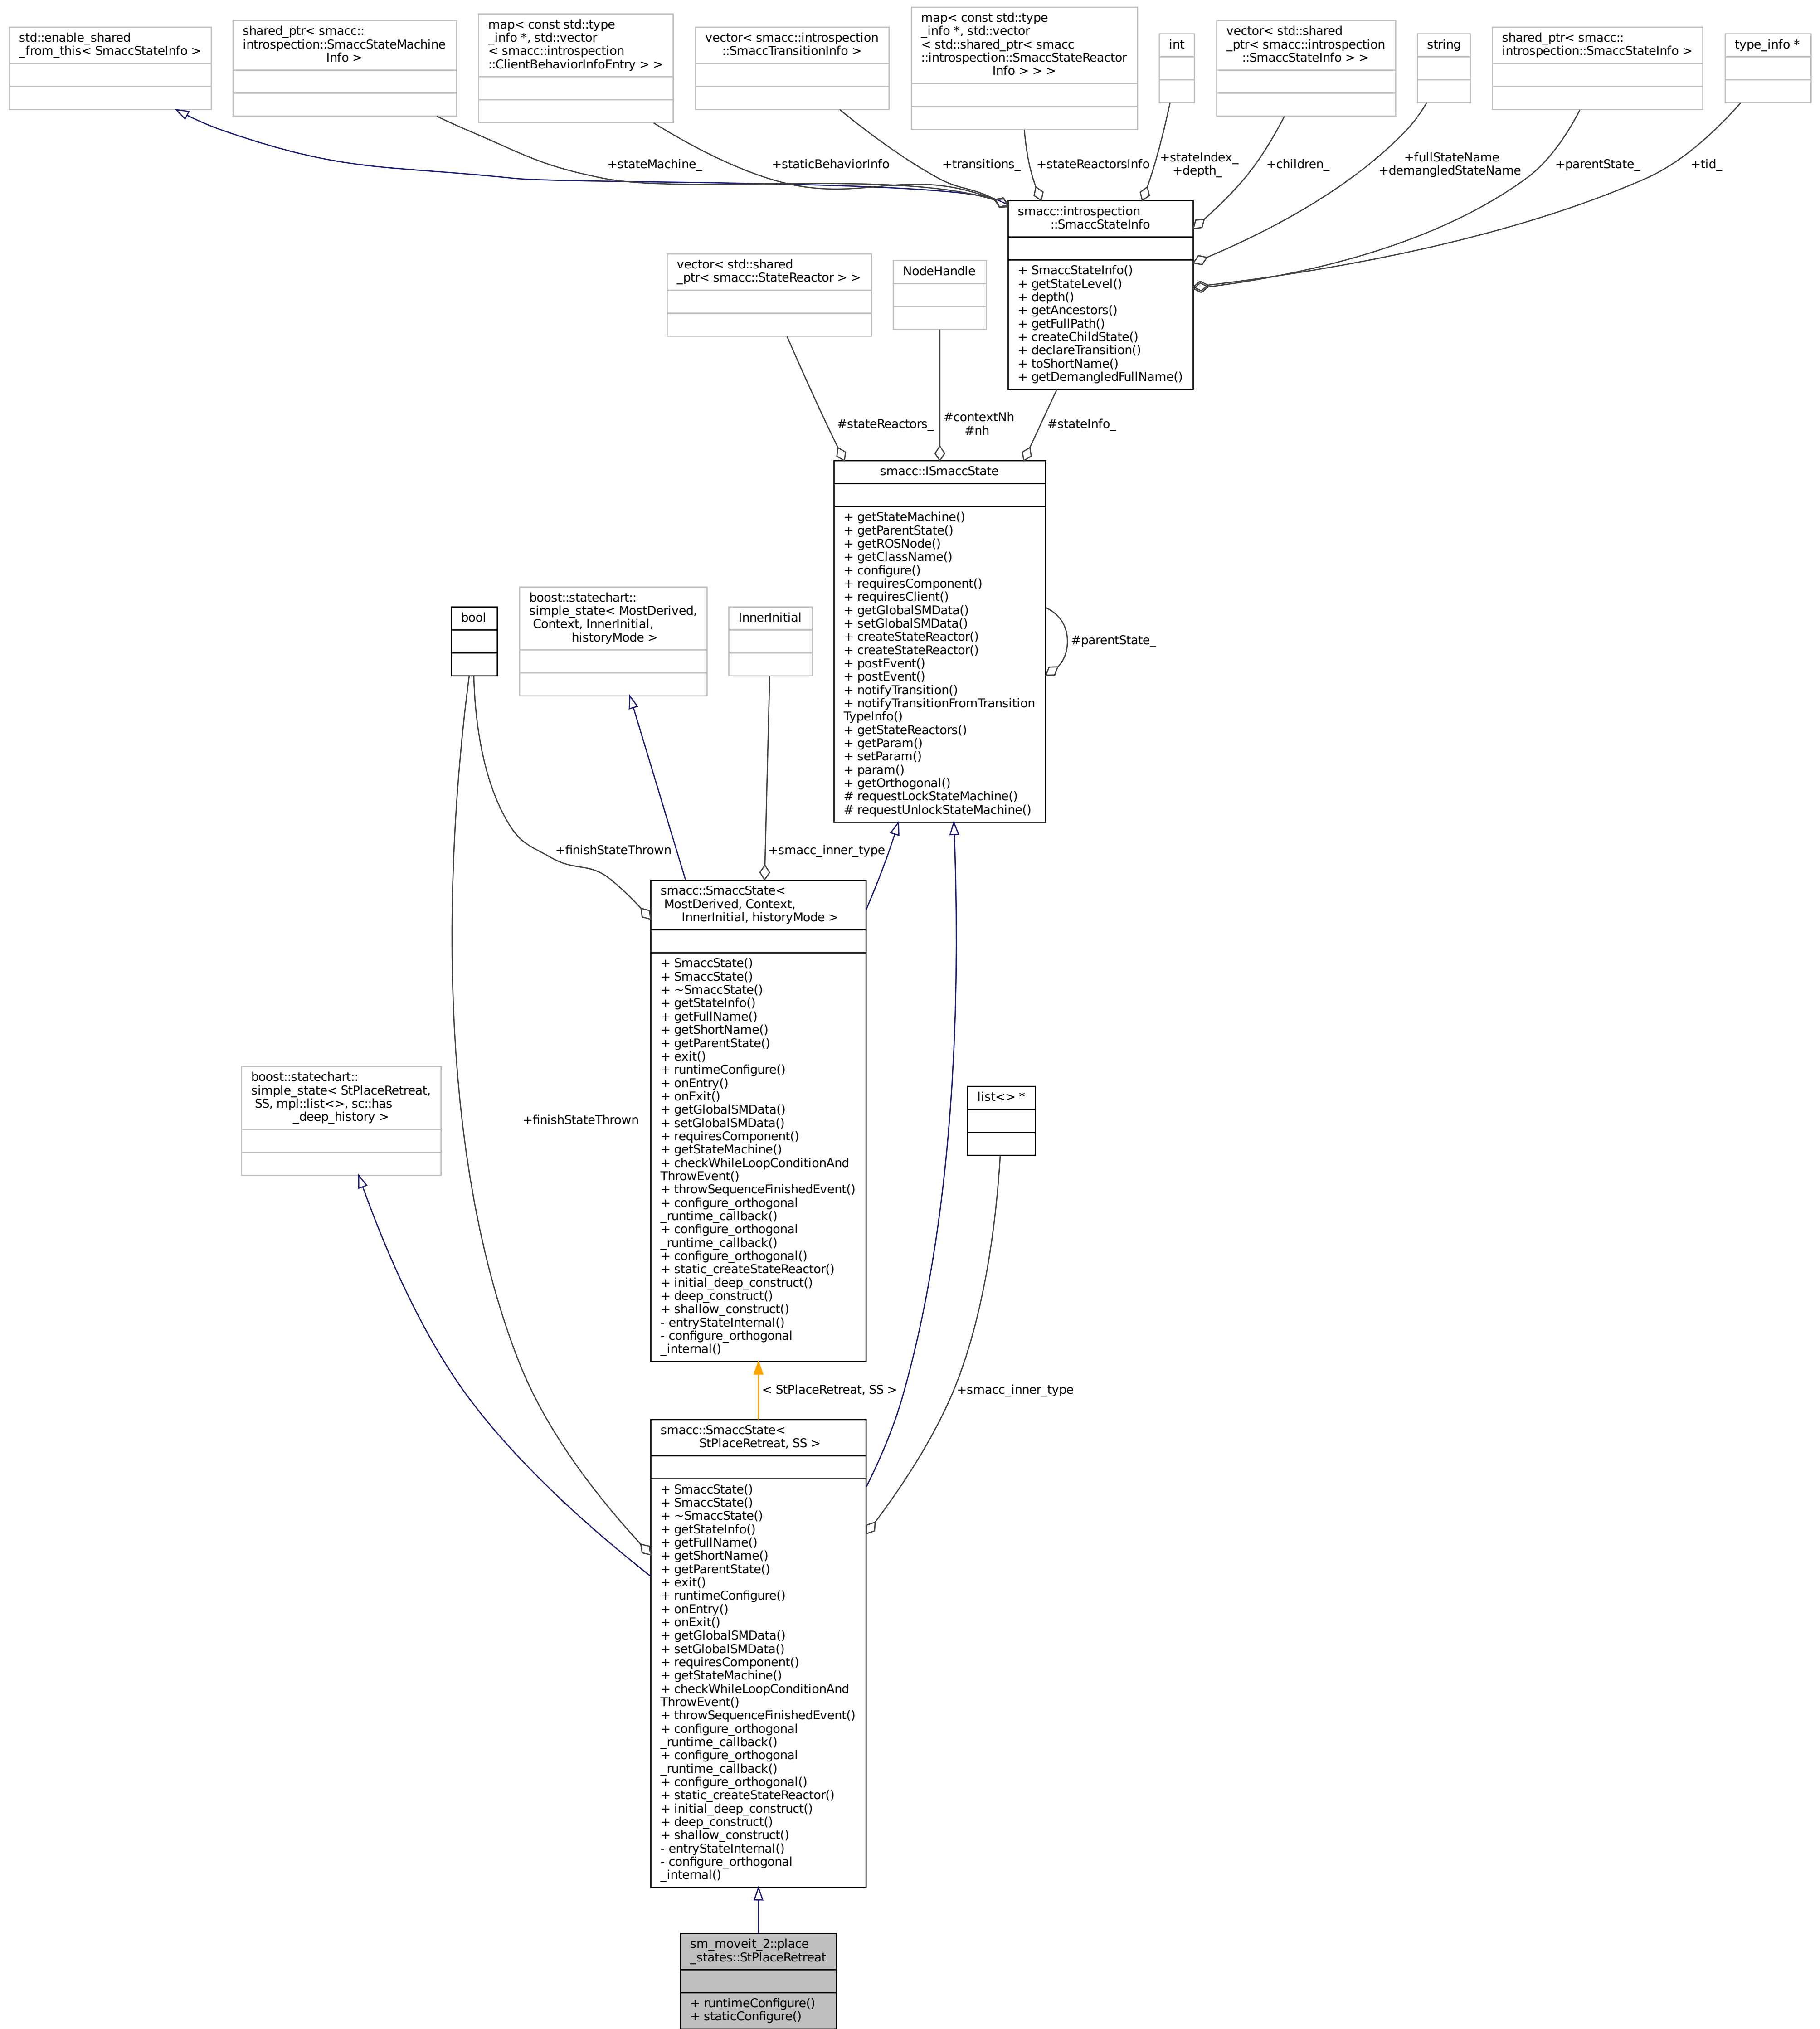 std::enable_shared
_from_this< SmaccStateInfo >
shared_ptr< smacc::
introspection::SmaccStateMachine
Info >
map< const std::type
_info *, std::vector
< smacc::introspection
::ClientBehaviorInfoEntry > >
vector< smacc::introspection
::SmaccTransitionInfo >
map< const std::type
_info *, std::vector
< std::shared_ptr< smacc
::introspection::SmaccStateReactor
Info > > >
int
vector< std::shared
_ptr< smacc::introspection
::SmaccStateInfo > >
string
shared_ptr< smacc::
introspection::SmaccStateInfo >
type_info *
+stateMachine_
+staticBehaviorInfo
+transitions_
+stateReactorsInfo
+stateIndex_
+depth_
+children_
+fullStateName
+demangledStateName
+parentState_
+tid_
smacc::introspection
::SmaccStateInfo
+ SmaccStateInfo()
+ getStateLevel()
+ depth()
+ getAncestors()
+ getFullPath()
+ createChildState()
+ declareTransition()
+ toShortName()
+ getDemangledFullName()
vector< std::shared
_ptr< smacc::StateReactor > >
NodeHandle
#stateReactors_
#contextNh
#nh
#stateInfo_
smacc::ISmaccState
+ getStateMachine()
+ getParentState()
+ getROSNode()
+ getClassName()
+ configure()
+ requiresComponent()
+ requiresClient()
+ getGlobalSMData()
+ setGlobalSMData()
+ createStateReactor()
+ createStateReactor()
+ postEvent()
+ postEvent()
+ notifyTransition()
+ notifyTransitionFromTransition
TypeInfo()
+ getStateReactors()
+ getParam()
+ setParam()
+ param()
+ getOrthogonal()
# requestLockStateMachine()
# requestUnlockStateMachine()
#parentState_
bool
boost::statechart::
simple_state< MostDerived,
Context, InnerInitial,
historyMode >
InnerInitial
+finishStateThrown
+smacc_inner_type
smacc::SmaccState<
MostDerived, Context,
InnerInitial, historyMode >
+ SmaccState()
+ SmaccState()
+ ~SmaccState()
+ getStateInfo()
+ getFullName()
+ getShortName()
+ getParentState()
+ exit()
+ runtimeConfigure()
+ onEntry()
+ onExit()
+ getGlobalSMData()
+ setGlobalSMData()
+ requiresComponent()
+ getStateMachine()
+ checkWhileLoopConditionAnd
ThrowEvent()
+ throwSequenceFinishedEvent()
+ configure_orthogonal
_runtime_callback()
+ configure_orthogonal
_runtime_callback()
+ configure_orthogonal()
+ static_createStateReactor()
+ initial_deep_construct()
+ deep_construct()
+ shallow_construct()
- entryStateInternal()
- configure_orthogonal
_internal()
boost::statechart::
simple_state< StPlaceRetreat,
SS, mpl::list<>, sc::has
_deep_history >
+finishStateThrown
list<> *
< StPlaceRetreat, SS >
+smacc_inner_type
smacc::SmaccState<
StPlaceRetreat, SS >
+ SmaccState()
+ SmaccState()
+ ~SmaccState()
+ getStateInfo()
+ getFullName()
+ getShortName()
+ getParentState()
+ exit()
+ runtimeConfigure()
+ onEntry()
+ onExit()
+ getGlobalSMData()
+ setGlobalSMData()
+ requiresComponent()
+ getStateMachine()
+ checkWhileLoopConditionAnd
ThrowEvent()
+ throwSequenceFinishedEvent()
+ configure_orthogonal
_runtime_callback()
+ configure_orthogonal
_runtime_callback()
+ configure_orthogonal()
+ static_createStateReactor()
+ initial_deep_construct()
+ deep_construct()
+ shallow_construct()
- entryStateInternal()
- configure_orthogonal
_internal()
sm_moveit_2::place
_states::StPlaceRetreat
+ runtimeConfigure()
+ staticConfigure()